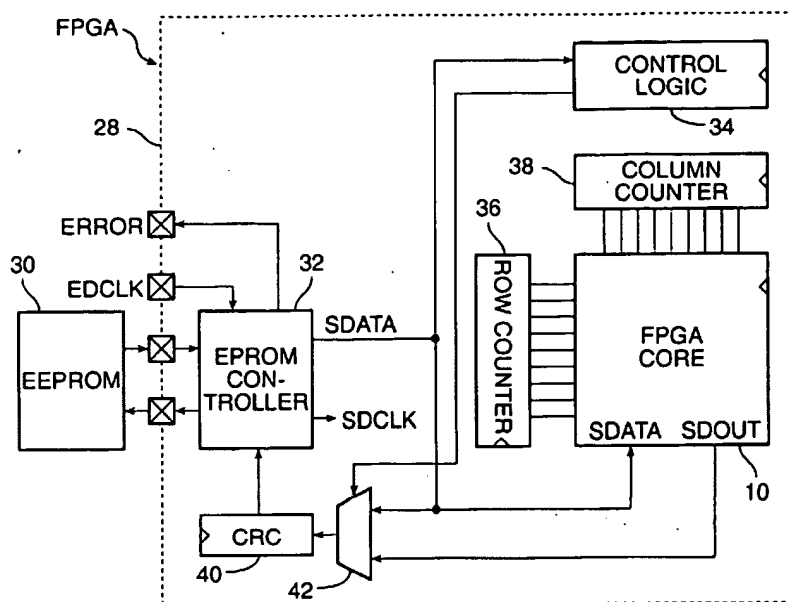 FPGA
28
ERROR
EDCLK
30
EEPROM
32
EPROM
CON-
TROLLER
SDATA
SDCLK
CONTROL
LOGIC
34
38
COLUMN
COUNTER
36
ROW COUNTER
FPGA
CORE
SDATA SDOUT
10
CRC
40
42